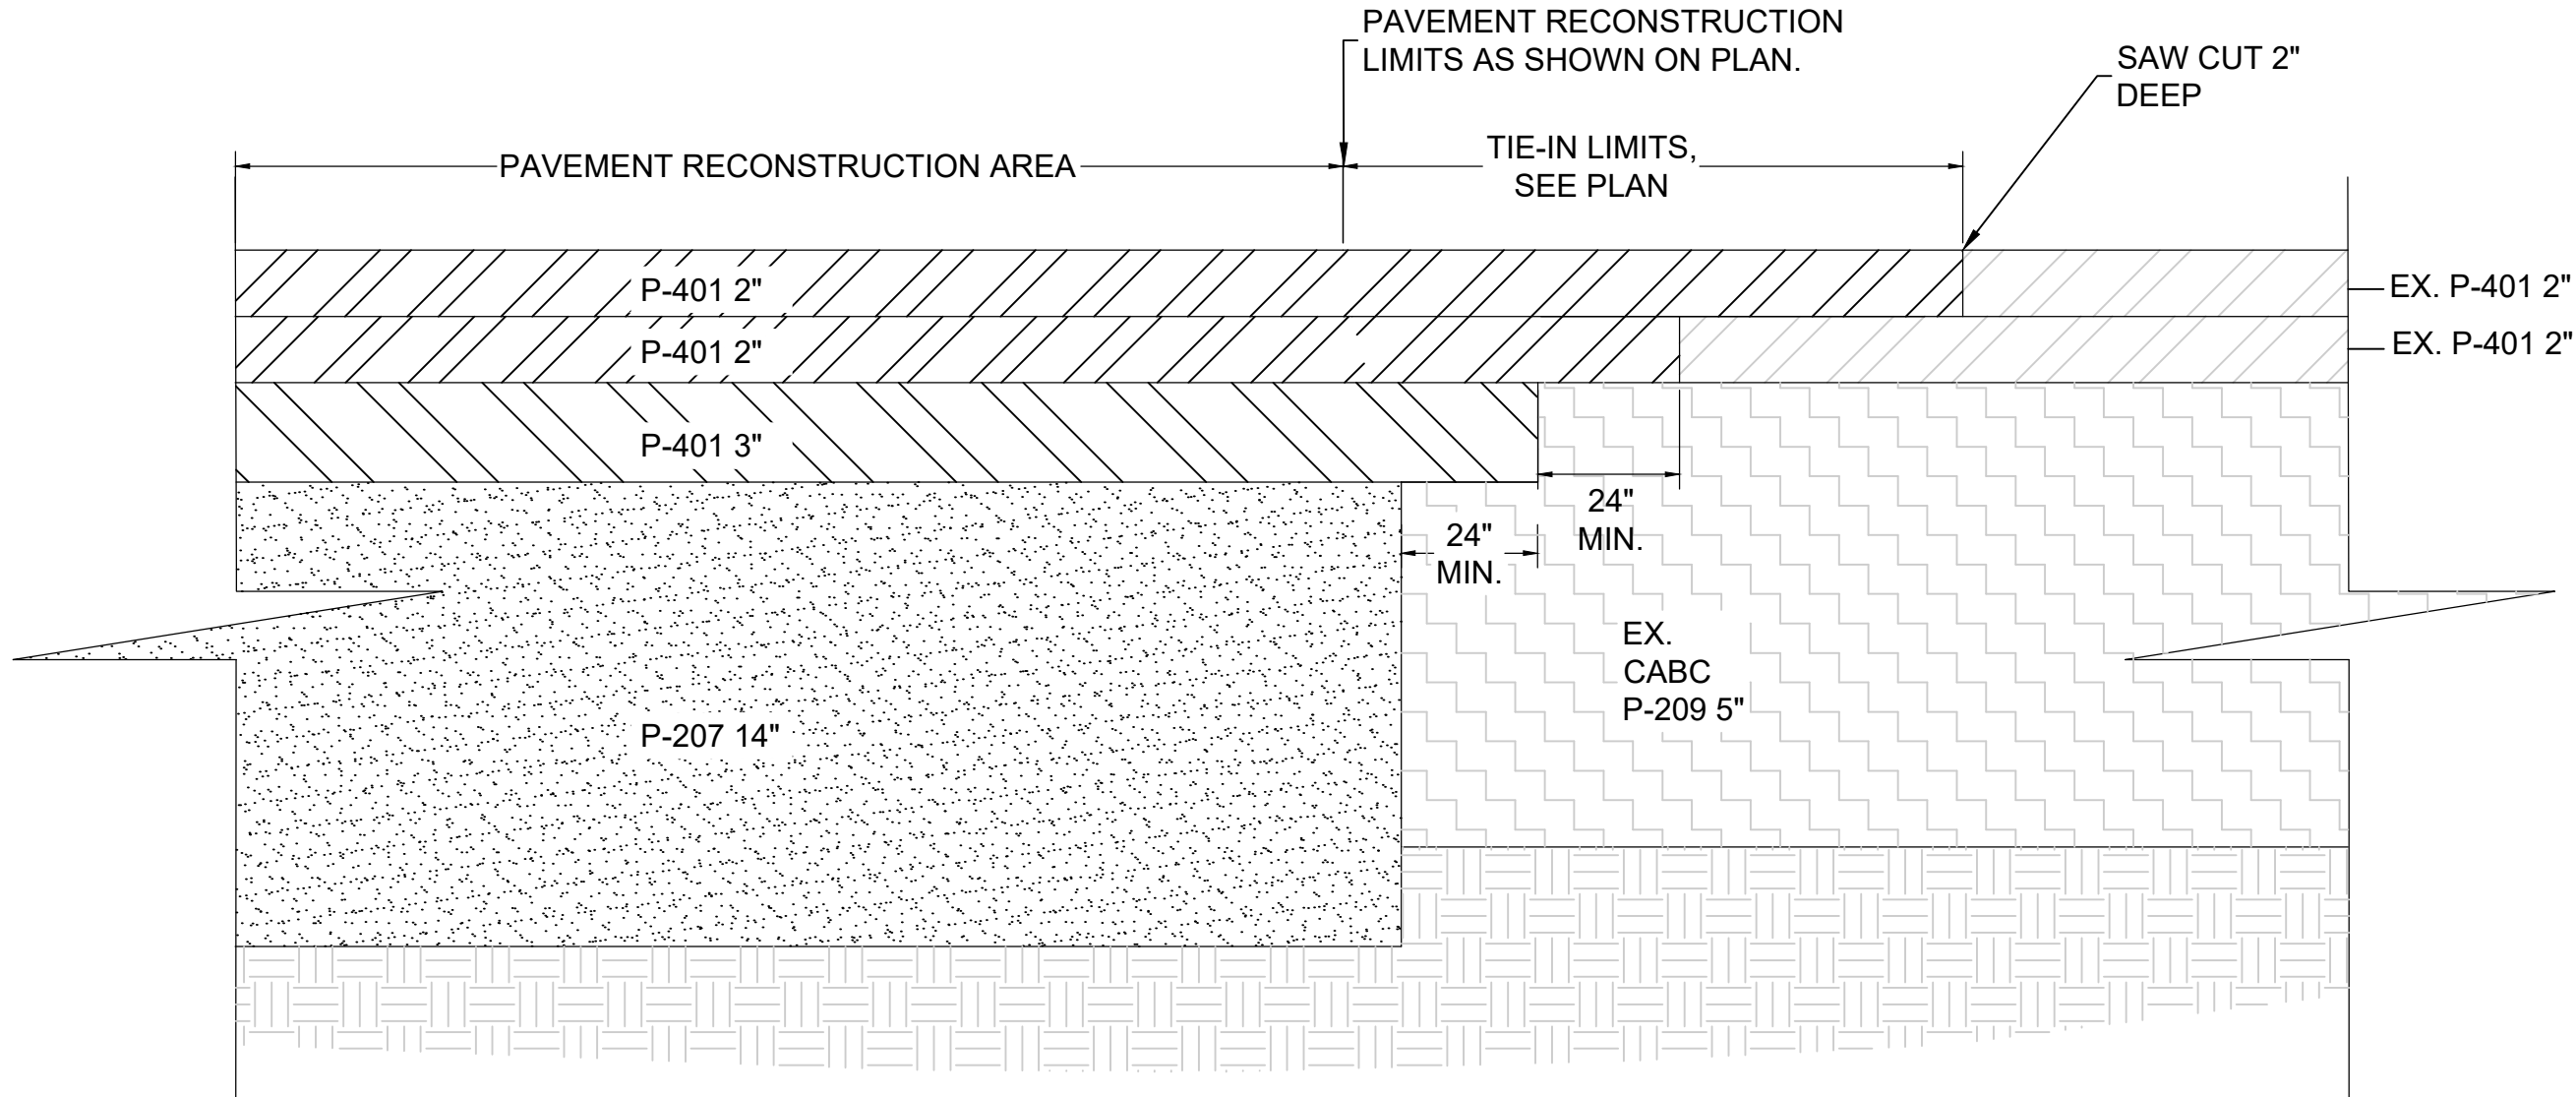 PAVEMENT RECONSTRUCTION
LIMITS AS SHOWN ON PLAN.
SAW CUT 2"
DEEP
PAVEMENT RECONSTRUCTION AREA
TIE-IN LIMITS,
SEE PLAN
P-401 2"
EX. P-401 2"
P-401 2"
EX. P-401 2"
P-401 3"
24"
MIN.
24"
MIN.
EX.
CABC
P-209 5"
P-207 14"